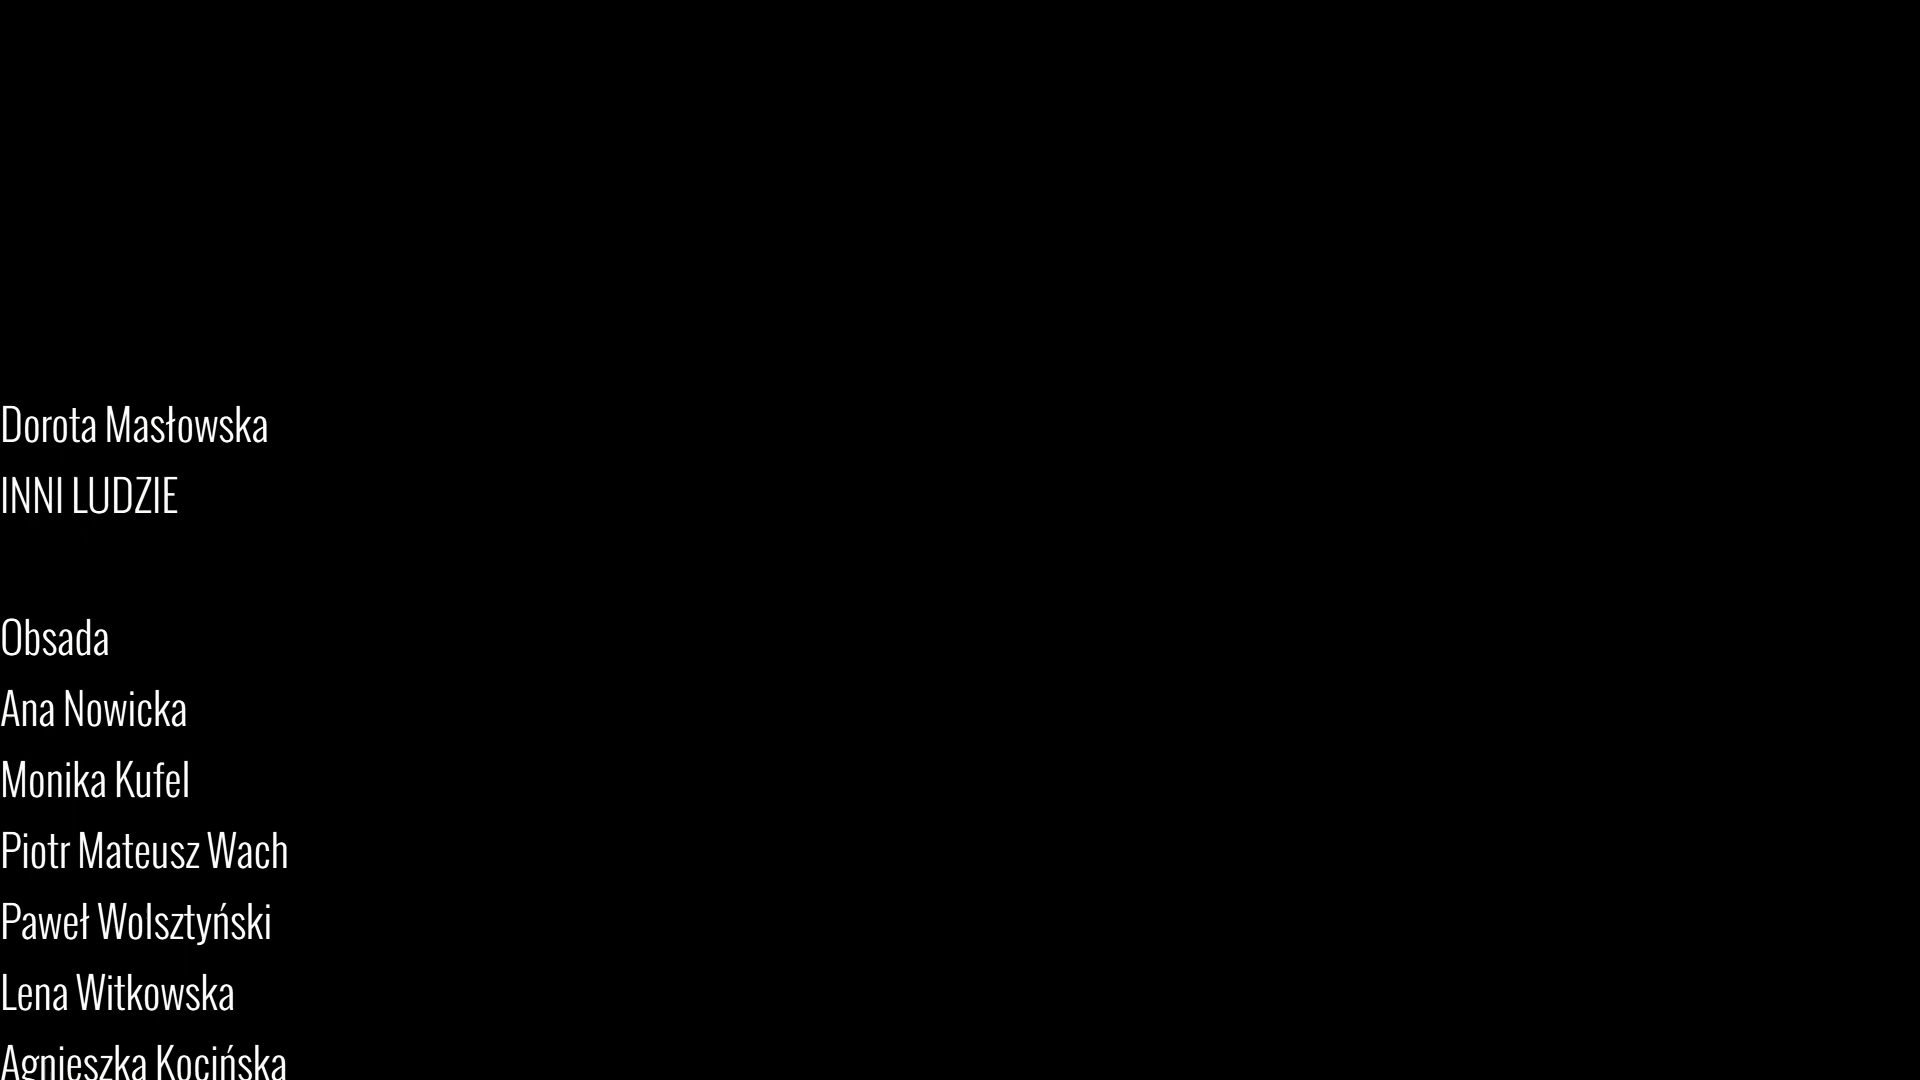 Dorota Masłowska
INNI LUDZIE
Obsada
Ana Nowicka
Monika Kufel
Piotr Mateusz Wach
Paweł Wolsztyński
Lena Witkowska
Agnieszka Kocińska